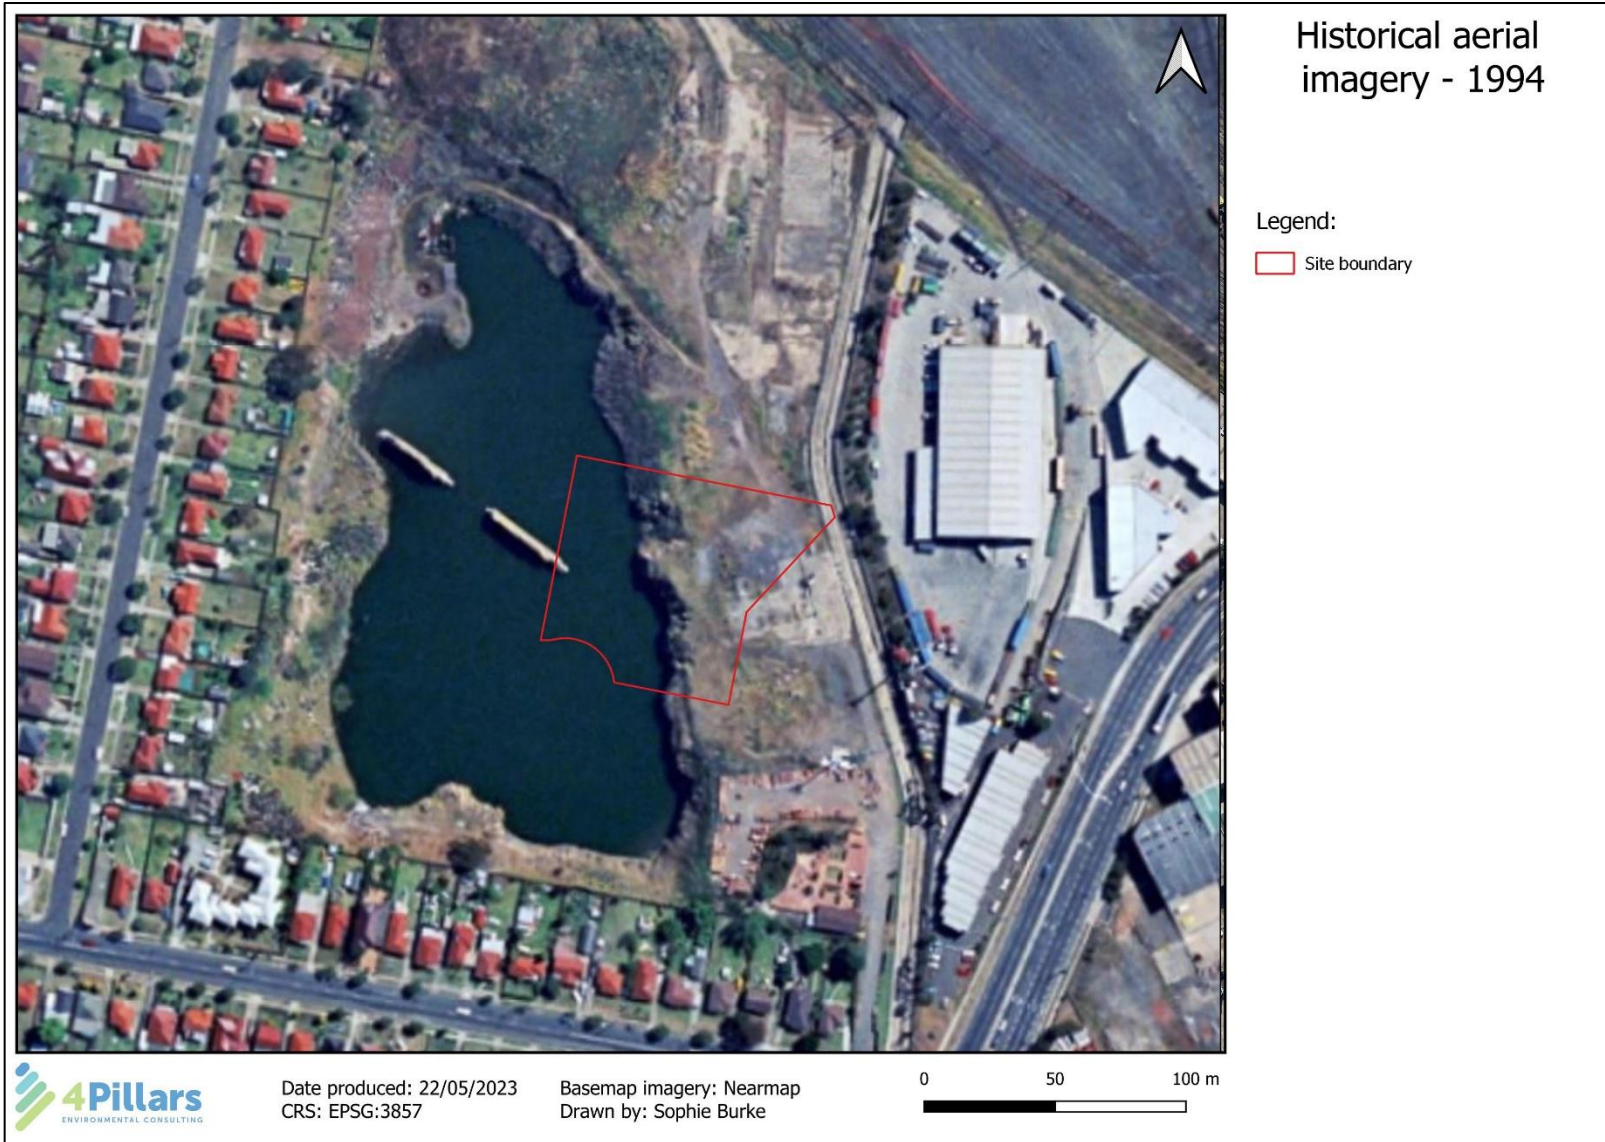 Historical aerial
imagery - 1994
Legend:
Site boundary
4Pillars
ENVIRONMENTAL CONSULTING
Date produced: 22/05/2023
CRS: EPSG:3857
Basemap imagery: Nearmap
Drawn by: Sophie Burke
0 50 100 m